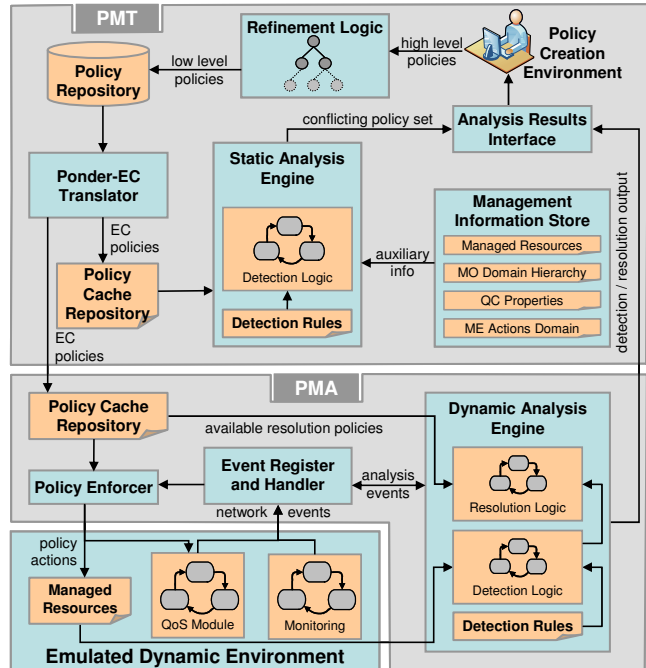 PMT
Refinement Logic
high level
policies
Policy
Creation
Environment
low level
policies
Policy
Repository
conflicting policy set
Analysis Results
Interface
Ponder-EC
Translator
Static Analysis
Engine
Detection Logic
Detection Rules
Management
Information Store
Managed Resources
MO Domain Hierarchy
QC Properties
ME Actions Domain
auxiliary
info
EC
policies
Policy
Cache
Repository
EC
policies
detection / resolution output
PMA
Policy Cache
Repository
available resolution policies
Dynamic Analysis
Engine
Resolution Logic
Detection Logic
Detection Rules
Policy Enforcer
Event Register
and Handler
analysis
events
network events
policy
actions
Managed
Resources
QoS Module
Monitoring
Emulated Dynamic Environment